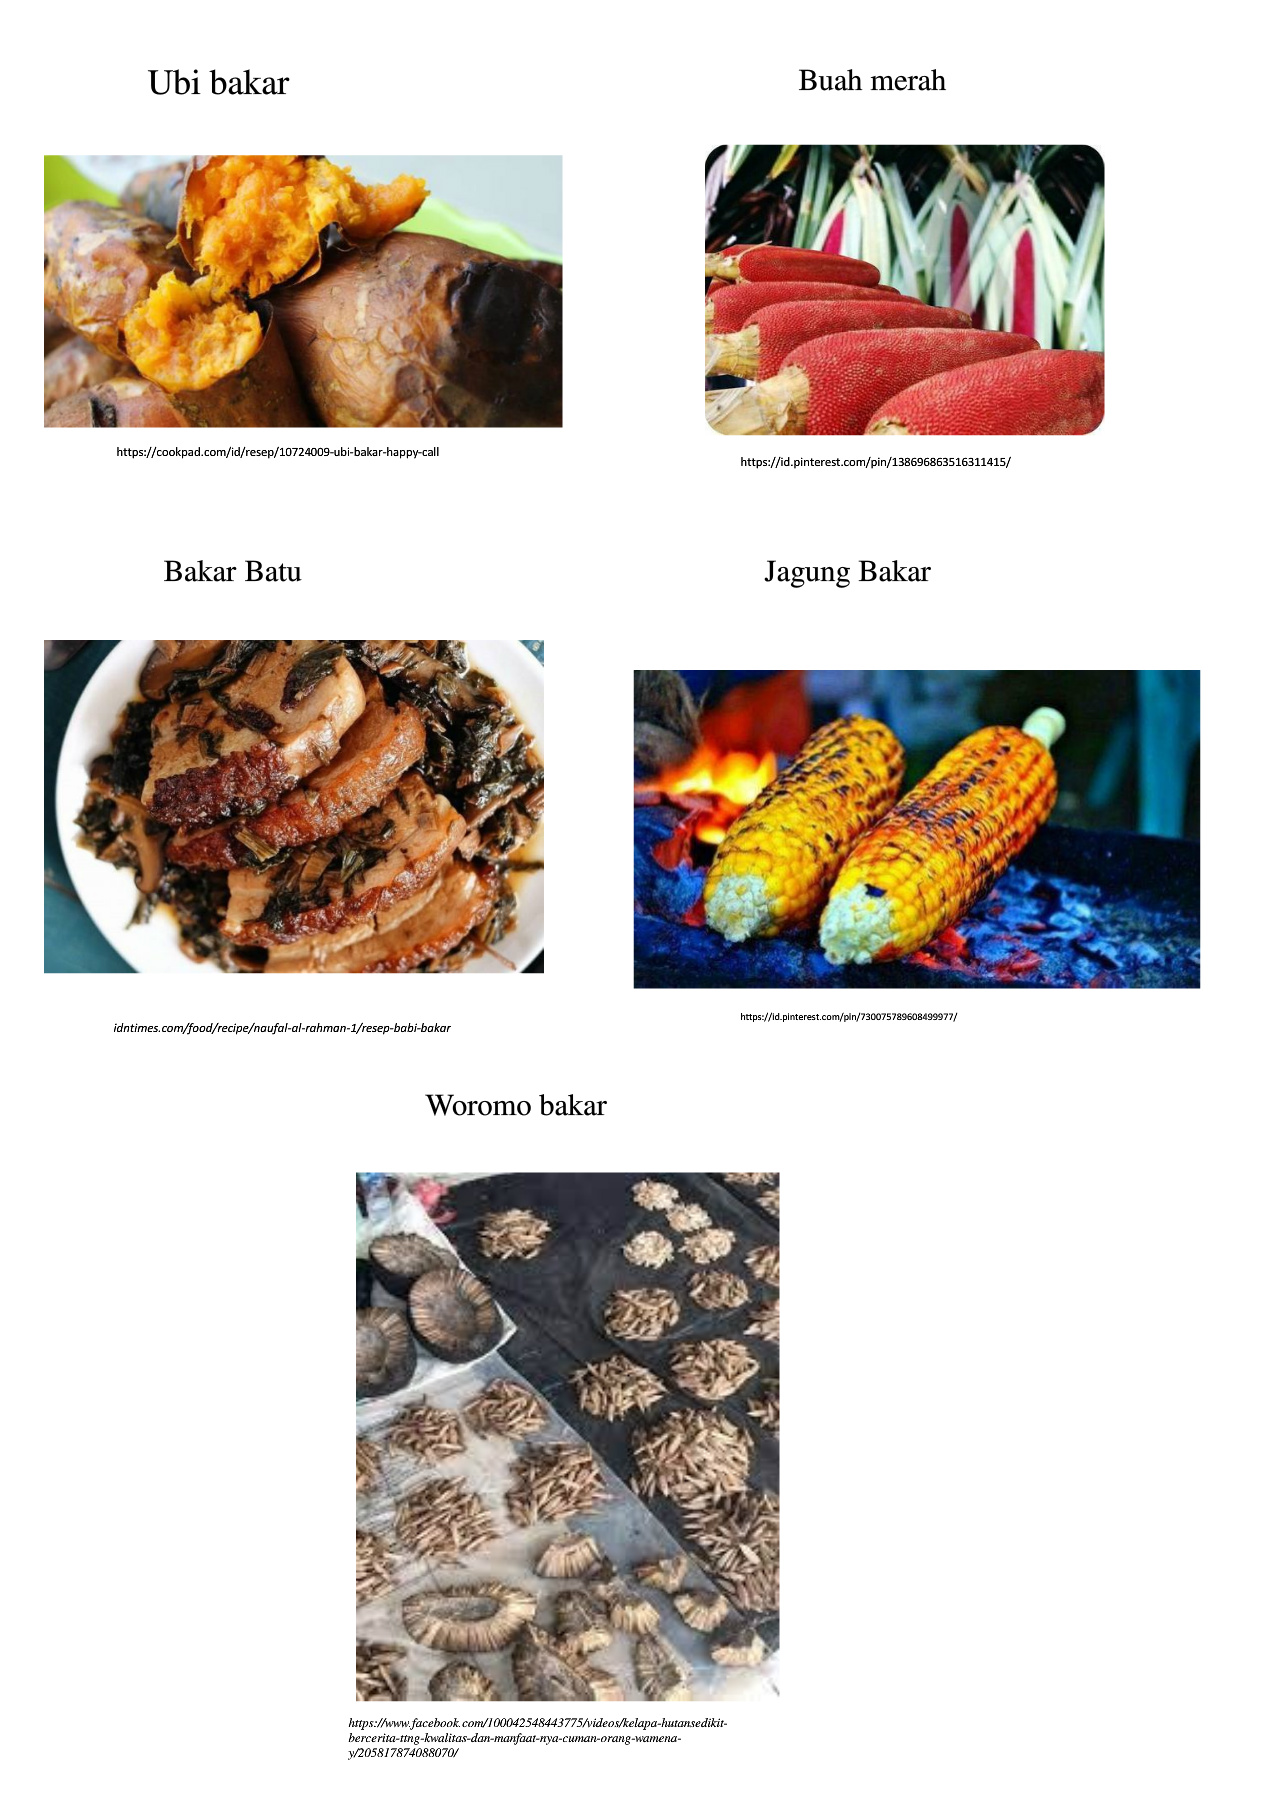 Ubi bakar
Buah merah
https://cookpad.com/id/resep/10724009-ubi-bakar-happy-call
https://id.pinterest.com/pin/138696863516311415/
Bakar Batu
Jagung Bakar
idntimes.com/food/recipe/naufal-al-rahman-1/resep-babi-bakar
https://id.pinterest.com/pin/730075789608499977/
Woromo bakar
https://www.facebook.com/100042548443775/videos/kelapa-hutansedikit-
bercerita-ttng-kwalitas-dan-manfaat-nya-cuman-orang-wamena-
y/205817874088070/